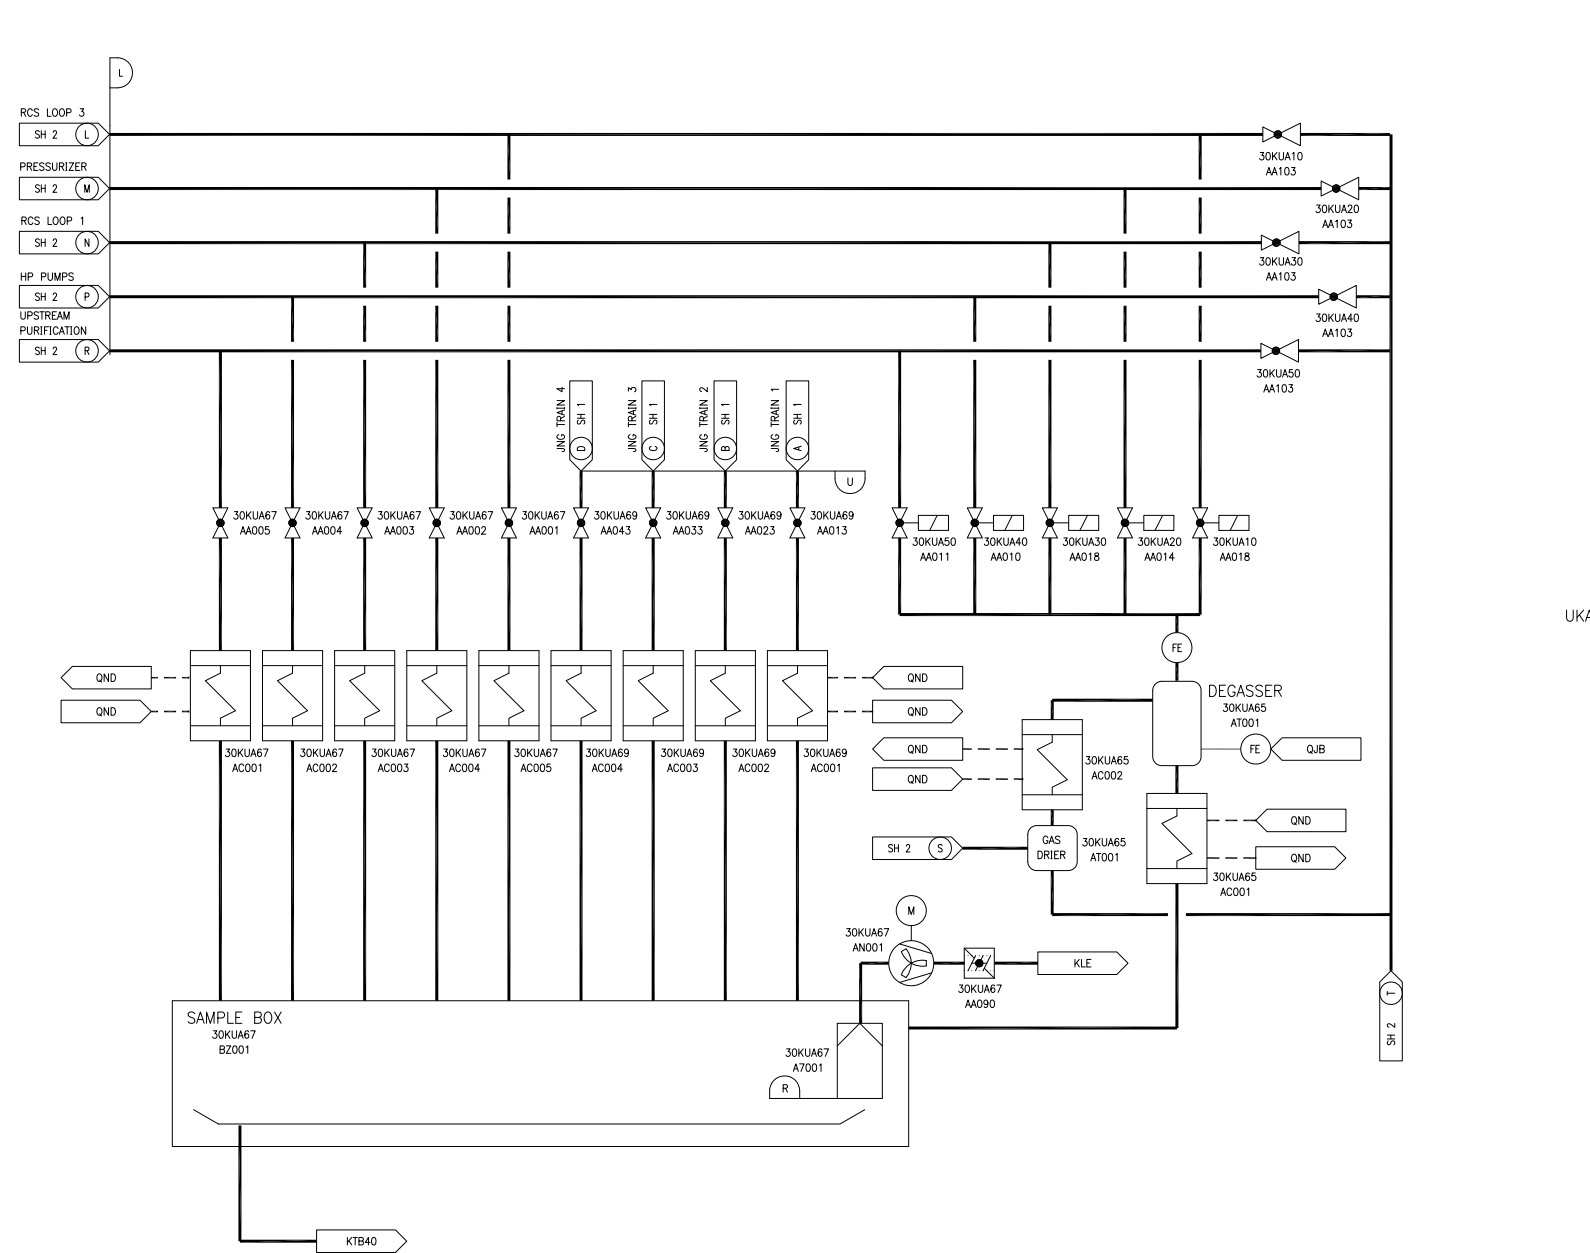 L
RCS LOOP 3
SH 2 L
30KUA10
AA103
PRESSURIZER
SH 2 M
30KUA20
AA103
RCS LOOP 1
SH 2 N
30KUA30
AA103
HP PUMPS
SH 2 P
30KUA40
AA103
UPSTREAM
PURIFICATION
SH 2 R
30KUA50
AA103
JNG TRAIN 4
SH 1 D
JNG TRAIN 3
SH 1 C
JNG TRAIN 2
SH 1 B
JNG TRAIN 1
SH 1 A
U
30KUA67
AA005
30KUA67
AA004
30KUA67
AA003
30KUA67
AA002
30KUA67
AA001
30KUA69
AA043
30KUA69
AA033
30KUA69
AA023
30KUA69
AA013
30KUA50
AA011
30KUA40
AA010
30KUA30
AA018
30KUA20
AA014
30KUA10
AA018
UKA
FE
QND
QND
QND
QND
30KUA67
AC001
30KUA67
AC002
30KUA67
AC003
30KUA67
AC004
30KUA67
AC005
30KUA69
AC004
30KUA69
AC003
30KUA69
AC002
30KUA69
AC001
DEGASSER
30KUA65
AT001
FE
QJB
QND
QND
30KUA65
AC002
QND
QND
30KUA65
AC001
SH 2 S
GAS
DRIER
30KUA65
AT001
M
30KUA67
AN001
KLE
30KUA67
AA090
SH 2 T
SAMPLE BOX
30KUA67
BZ001
30KUA67
A7001
R
KTB40